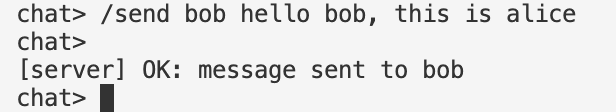 chat> /send bob hello bob, this is alice
chat>
[server] OK: message sent to bob
chat>